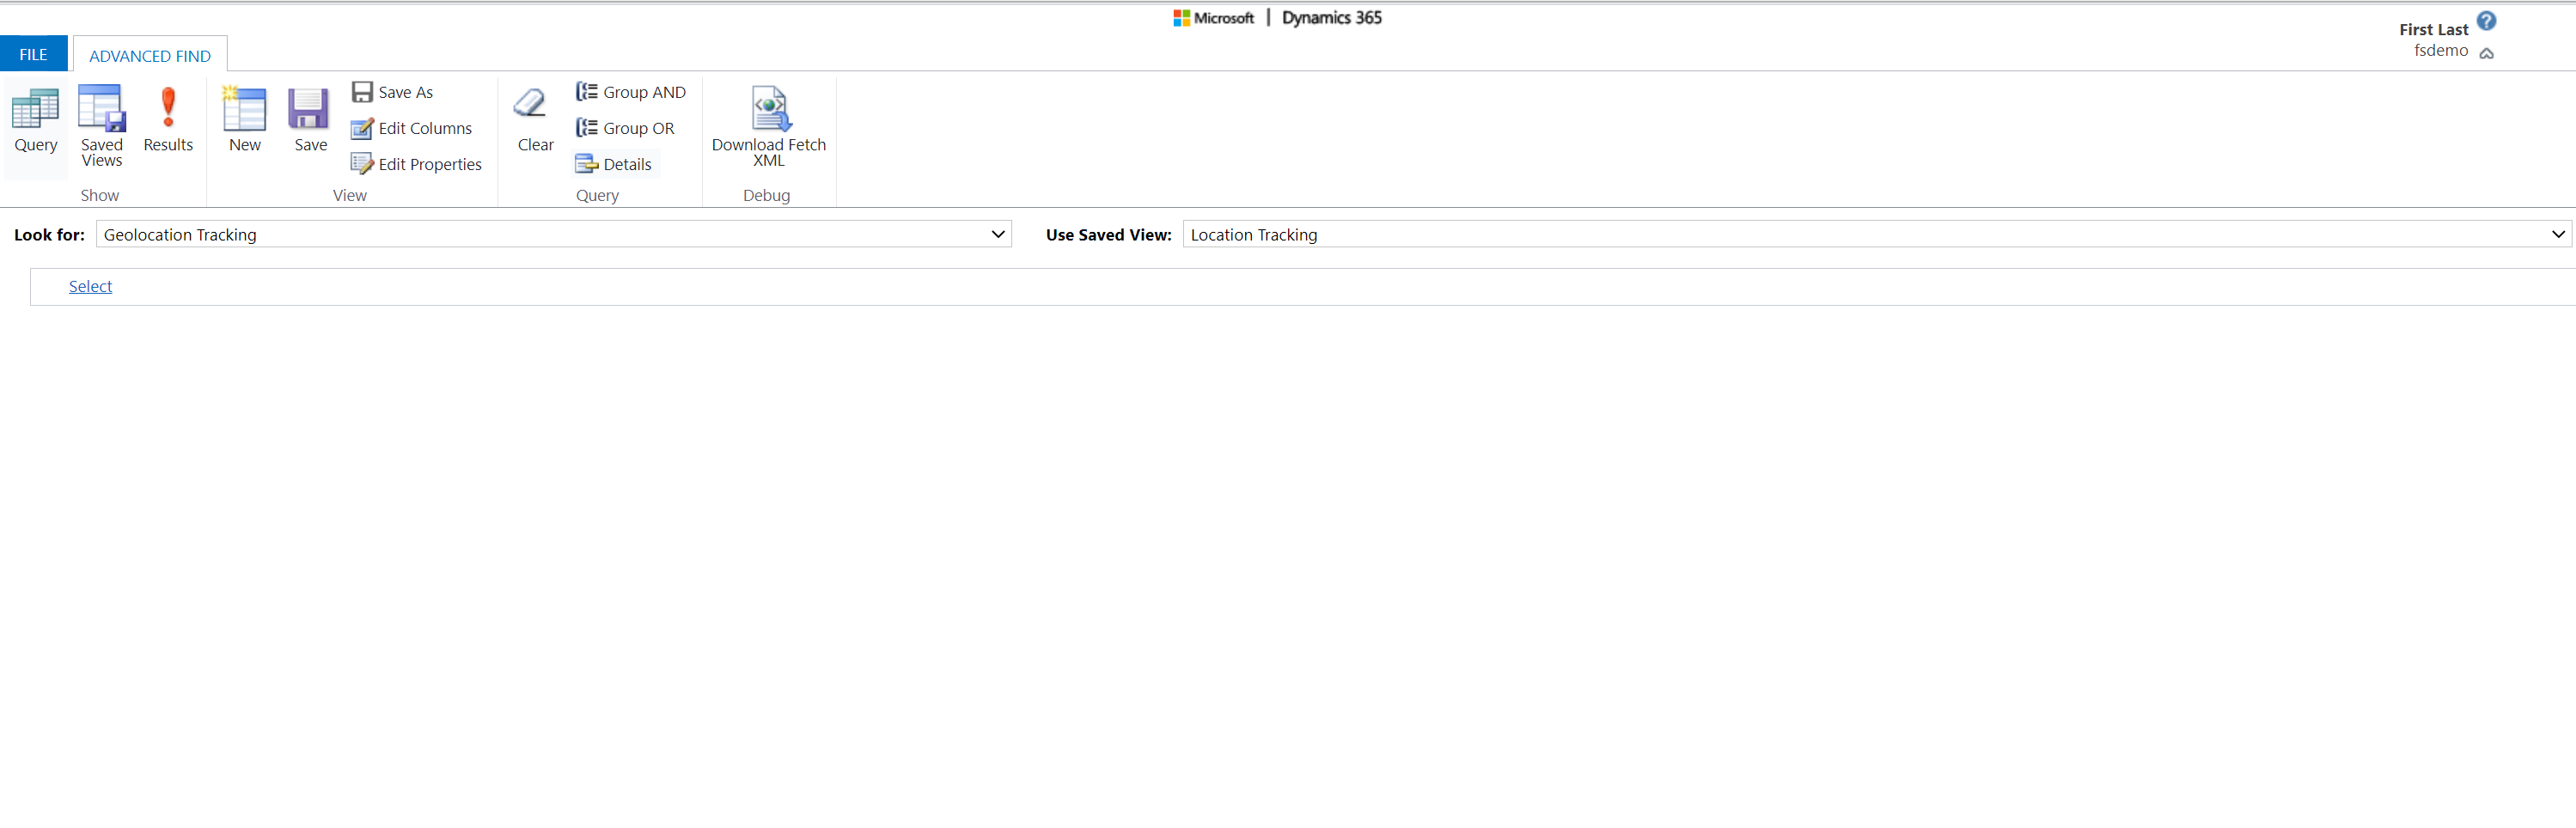 Microsoft | Dynamics 365
First Last
fsdemo
FILE
ADVANCED FIND
Query
Saved
Views
Results
Show
New
Save
Save As
Edit Columns
Edit Properties
View
Clear
Group AND
Group OR
Details
Query
Download Fetch
XML
Debug
Look for: Geolocation Tracking
Use Saved View: Location Tracking
Select